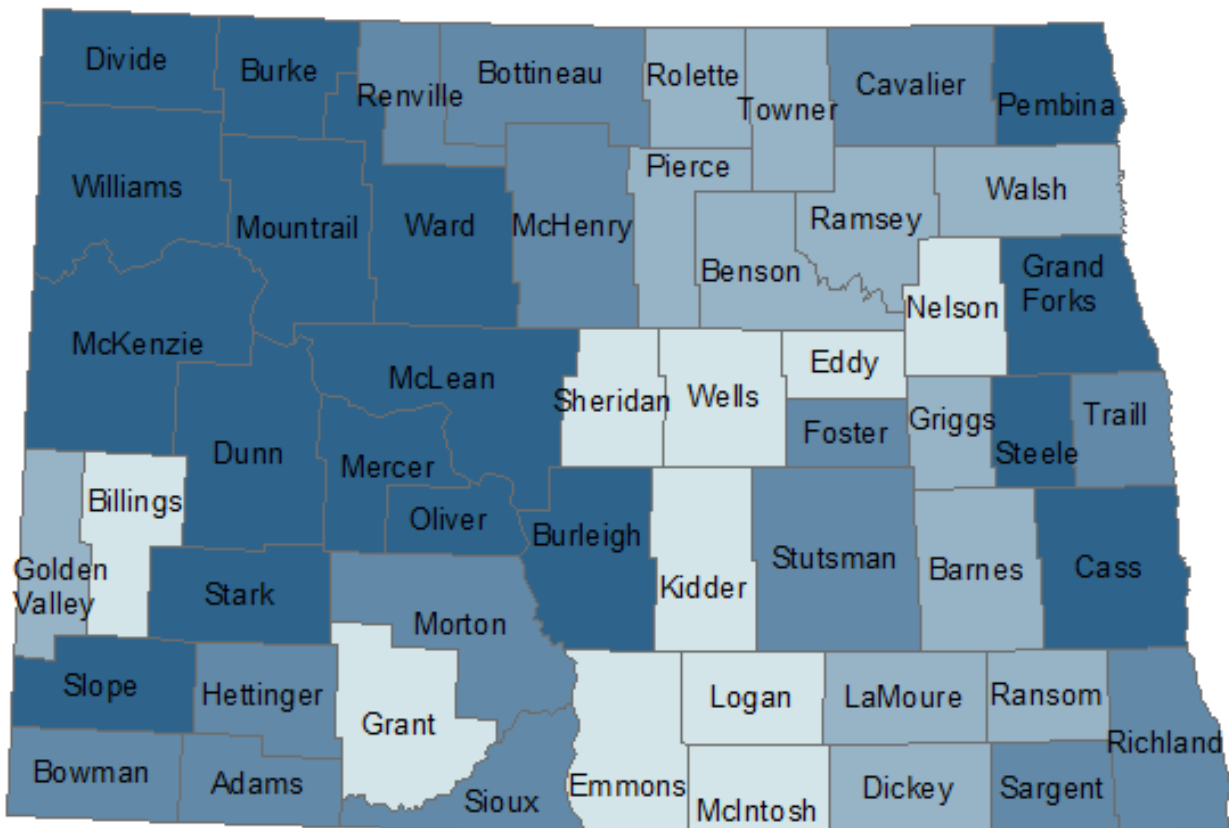 Divide
Burke
Renville
Bottineau
Rolette
Towner
Cavalier
Pembina
Williams
Mountrail
Ward
McHenry
Pierce
Benson
Ramsey
Walsh
Nelson
Grand
Forks
McKenzie
McLean
Sheridan
Wells
Eddy
Foster
Griggs
Steele
Traill
Dunn
Mercer
Oliver
Burleigh
Kidder
Stutsman
Barnes
Cass
Billings
Golden
Valley
Stark
Morton
Slope
Hettinger
Grant
Logan
LaMoure
Ransom
Richland
Bowman
Adams
Sioux
Emmons
McIntosh
Dickey
Sargent